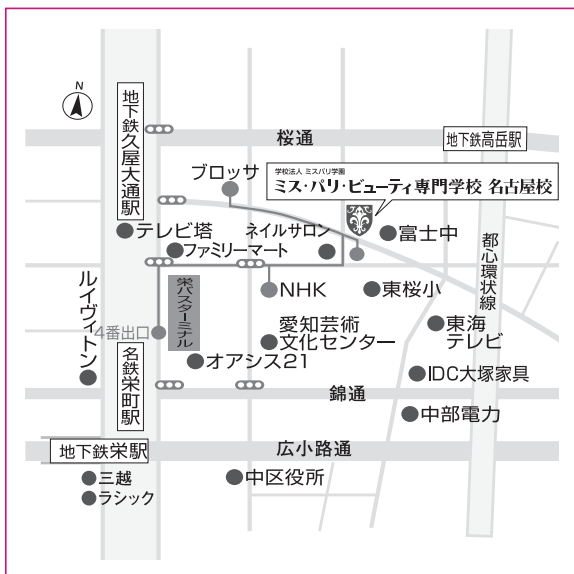 N
地下鉄久屋大通駅
桜通
地下鉄高岳駅
ブロッサ
学校法人 ミスパリ学園
ミス・パリ・ビューティ専門学校 名古屋校
テレビ塔
ネイルサロン
富士中
ファミリーマート
都心環状線
ルイヴィトン
栄バスターミナル
NHK
東桜小
4番出口
愛知芸術
文化センター
東海
テレビ
名鉄栄町駅
オアシス21
IDC大塚家具
錦通
中部電力
地下鉄栄駅
広小路通
三越
中区役所
ラシック